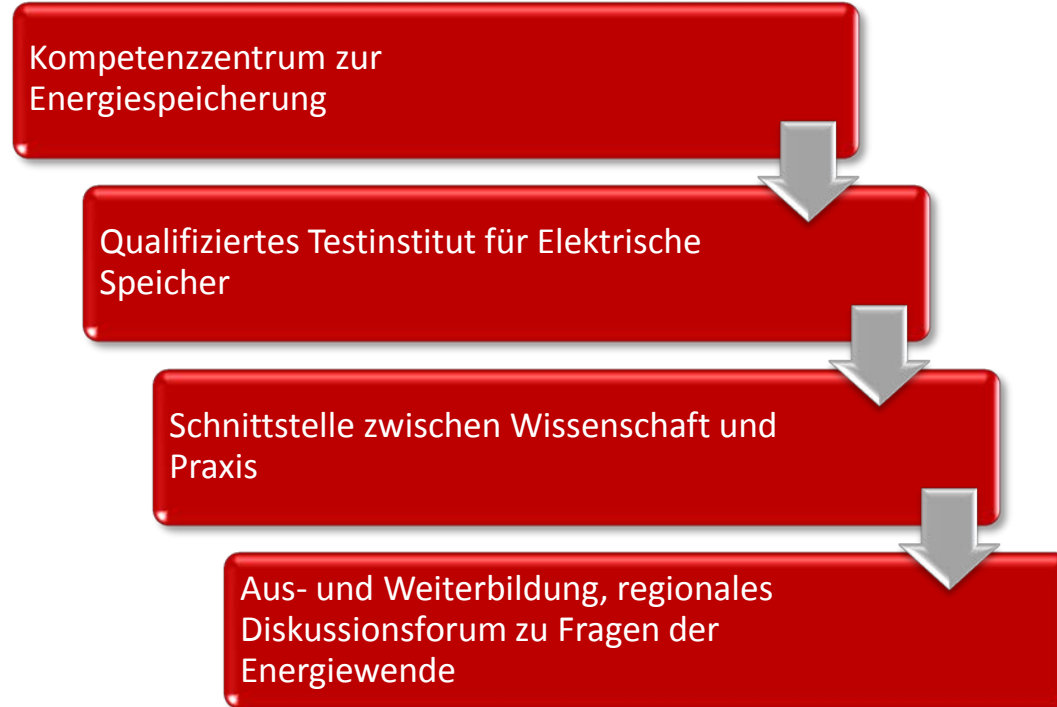 Kompetenzzentrum zur
Energiespeicherung
Qualifiziertes Testinstitut für Elektrische
Speicher
Schnittstelle zwischen Wissenschaft und
Praxis
Aus- und Weiterbildung, regionales
Diskussionsforum zu Fragen der
Energiewende